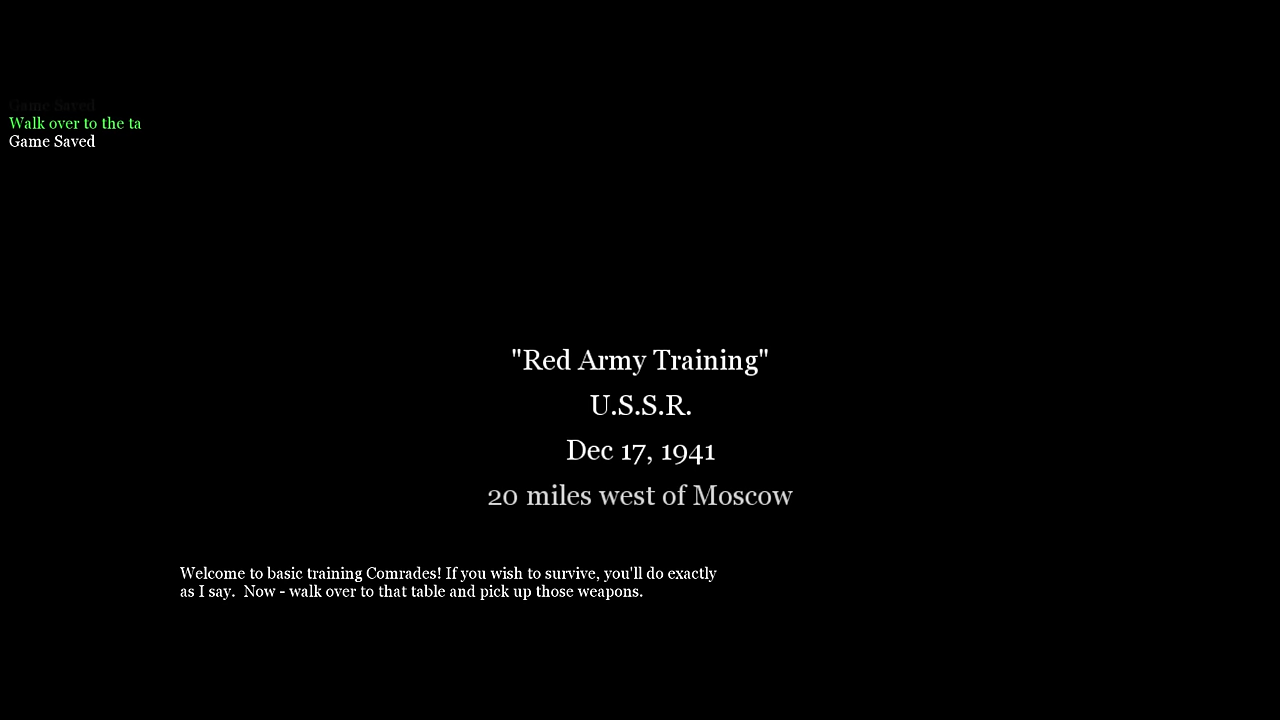 Game Saved
Walk over to the ta
Game Saved
"Red Army Training"
U.S.S.R.
Dec 17, 1941
20 miles west of Moscow
Welcome to basic training Comrades! If you wish to survive, you'll do exactly
as I say.  Now - walk over to that table and pick up those weapons.